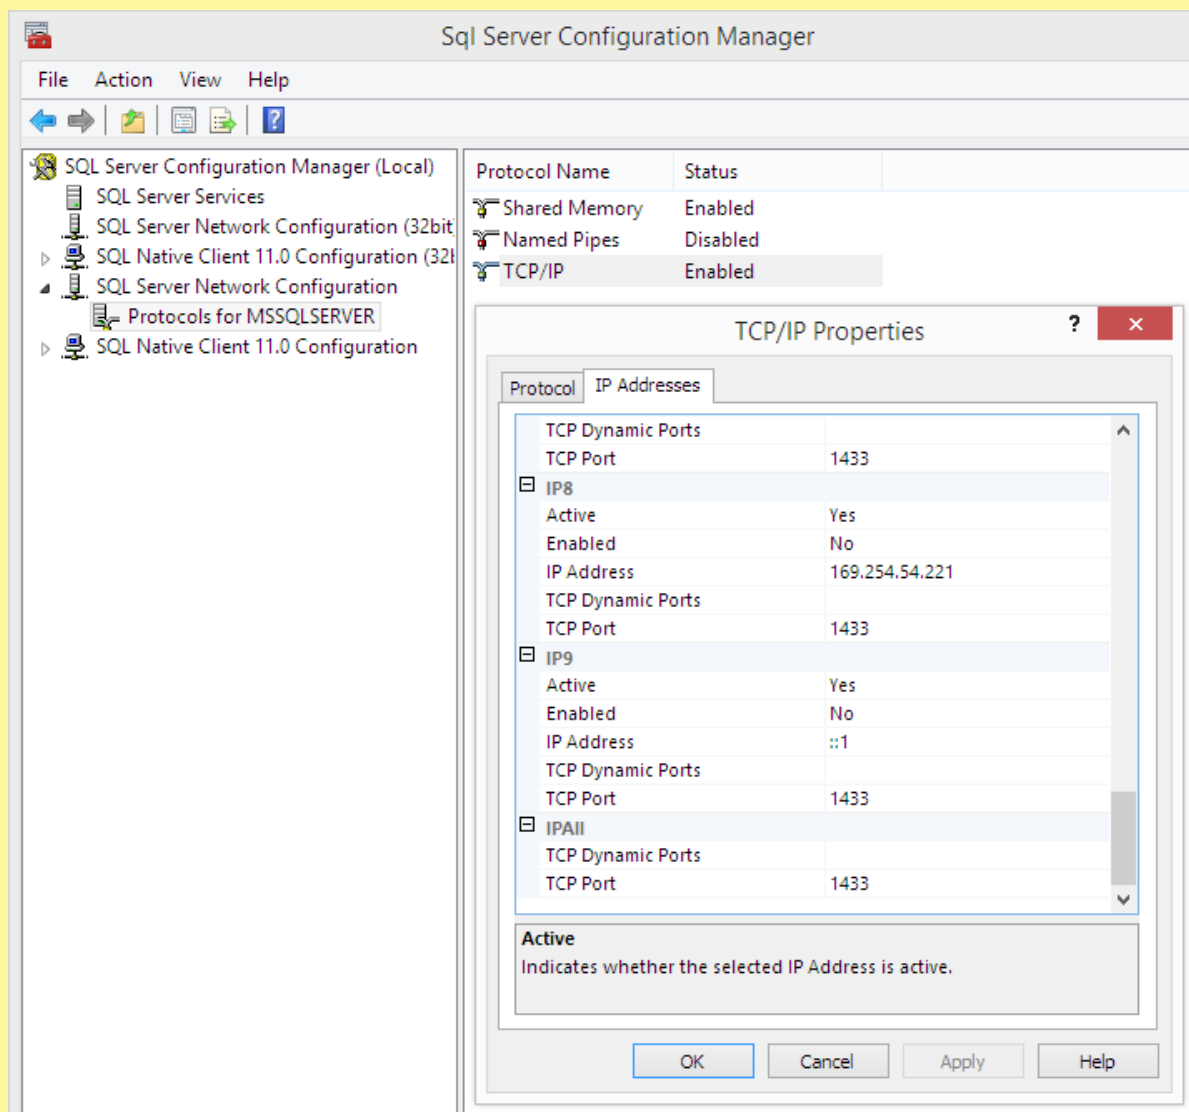 Sql Server Configuration Manager
File Action View Help
SQL Server Configuration Manager (Local)
SQL Server Services
SQL Server Network Configuration (32bit
SQL Native Client 11.0 Configuration (32b
SQL Server Network Configuration
Protocols for MSSQLSERVER
SQL Native Client 11.0 Configuration
Protocol Name Status
Shared Memory Enabled
Named Pipes Disabled
TCP/IP Enabled
TCP/IP Properties
Protocol IP Addresses
TCP Dynamic Ports
TCP Port 1433
IP8
Active Yes
Enabled No
IP Address 169.254.54.221
TCP Dynamic Ports
TCP Port 1433
IP9
Active Yes
Enabled No
IP Address ::1
TCP Dynamic Ports
TCP Port 1433
IPAll
TCP Dynamic Ports
TCP Port 1433
Active
Indicates whether the selected IP Address is active.
OK Cancel Apply Help